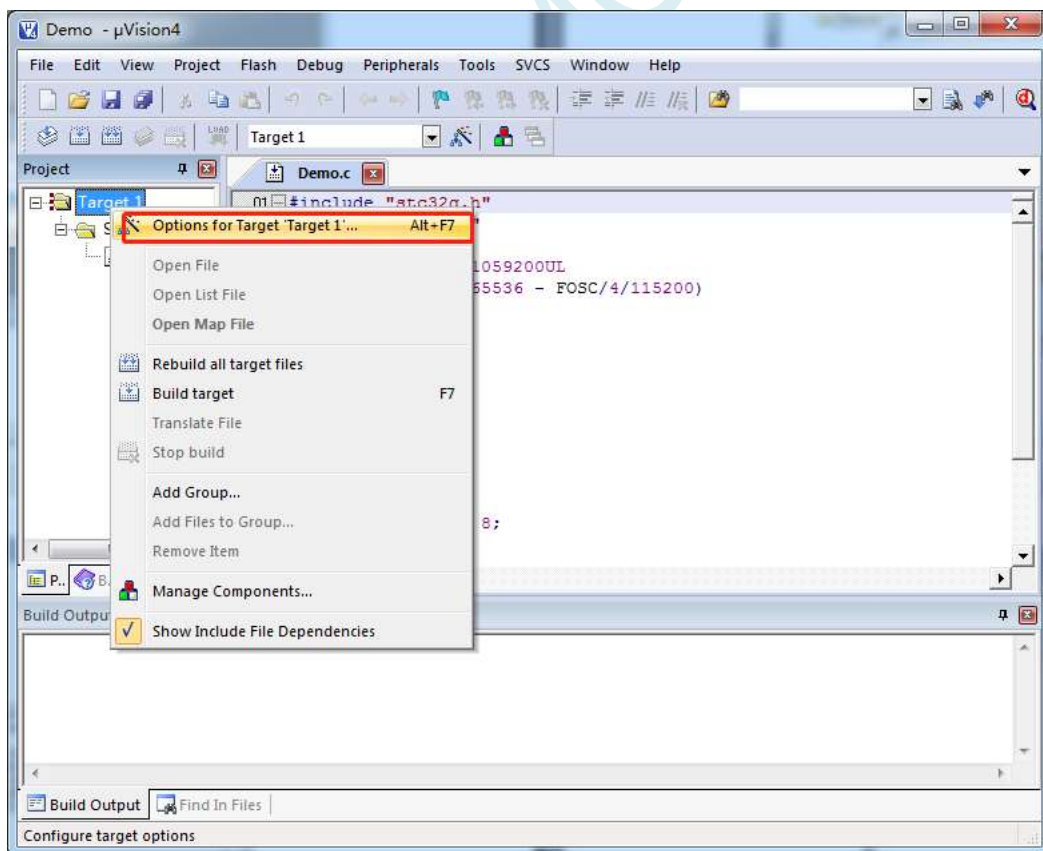 Demo - µVision4
File Edit View Project Flash Debug Peripherals Tools SVCS Window Help
LOAD Target 1
Project
Demo.c
Target 1
01 #include "stc32g.h"
Options for Target 'Target 1'... Alt+F7
"
Open File
1059200UL
Open List File
65536 - FOSC/4/115200)
Open Map File
Rebuild all target files
Build target F7
Translate File
Stop build
Add Group...
Add Files to Group...
8;
Remove Item
P.. B.
Manage Components...
Build Outpu
Show Include File Dependencies
Build Output Find In Files
Configure target options